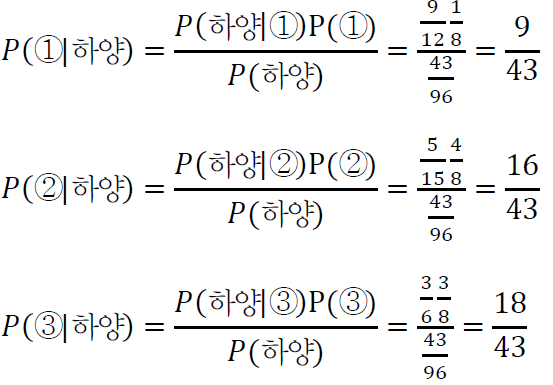 P(①|하양) = P(하양|①)P(①) / P(하양) = 9/12 1/8 / 43/96 = 9/43
P(②|하양) = P(하양|②)P(②) / P(하양) = 5/15 4/8 / 43/96 = 16/43
P(③|하양) = P(하양|③)P(③) / P(하양) = 3/6 3/8 / 43/96 = 18/43